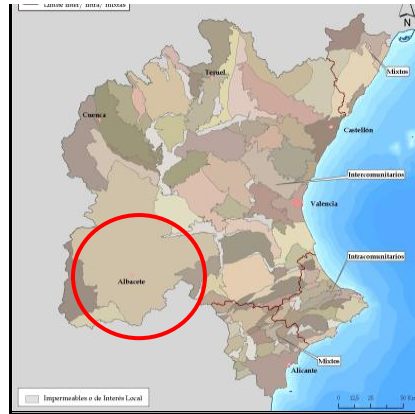 Límite inter/ intra/ mixtas
N
Mixtos
Teruel
Cuenca
Castellón
Intercomunitarios
Valencia
Intracomunitarios
Albacete
Mixtos
Alicante
Impermeables o de Interés Local
0 12,5 25 50